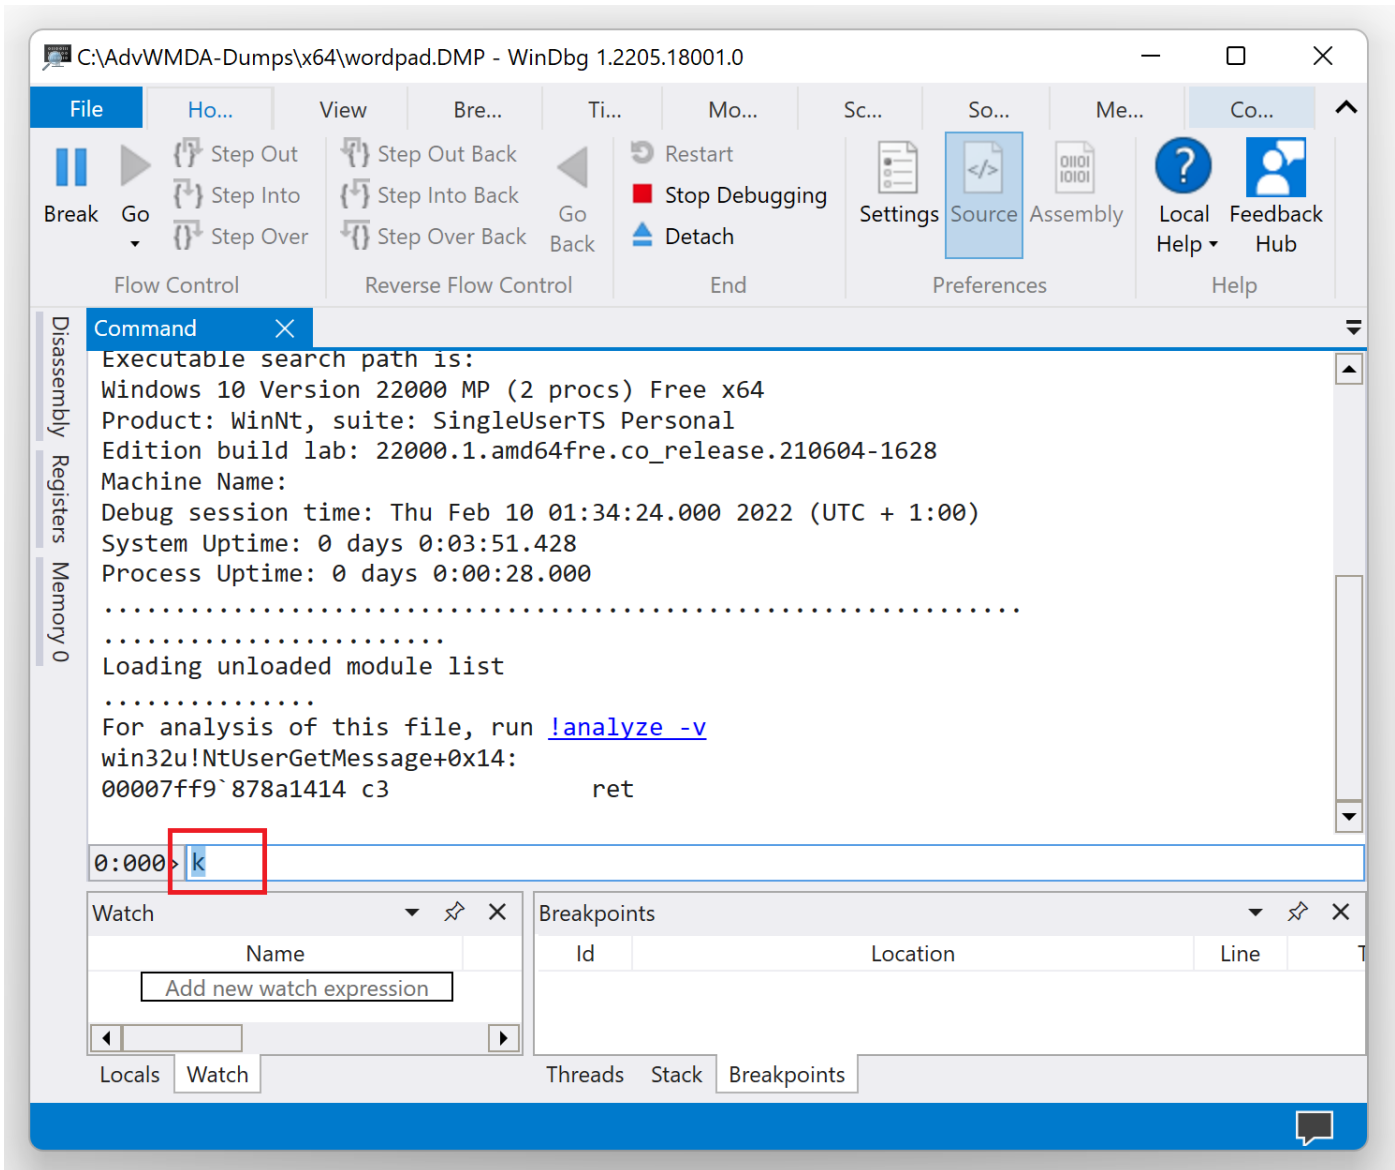 C:\AdvWMDA-Dumps\x64\wordpad.DMP - WinDbg 1.2205.18001.0
File Ho... View Bre... Ti... Mo... Sc... So... Me... Co...
Break
Go
Step Out
Step Into
Step Over
Flow Control
Step Out Back
Step Into Back
Step Over Back
Go Back
Reverse Flow Control
Restart
Stop Debugging
Detach
End
Settings
Source
Assembly
Preferences
Local Help
Feedback Hub
Help
Disassembly
Registers
Memory 0
Command
Executable search path is:
Windows 10 Version 22000 MP (2 procs) Free x64
Product: WinNt, suite: SingleUserTS Personal
Edition build lab: 22000.1.amd64fre.co_release.210604-1628
Machine Name:
Debug session time: Thu Feb 10 01:34:24.000 2022 (UTC + 1:00)
System Uptime: 0 days 0:03:51.428
Process Uptime: 0 days 0:00:28.000
................................................................
........................
Loading unloaded module list
...............
For analysis of this file, run !analyze -v
win32u!NtUserGetMessage+0x14:
00007ff9`878a1414 c3 ret
0:000> k
Watch
Name
Add new watch expression
Locals Watch
Breakpoints
Id Location Line T
Threads Stack Breakpoints